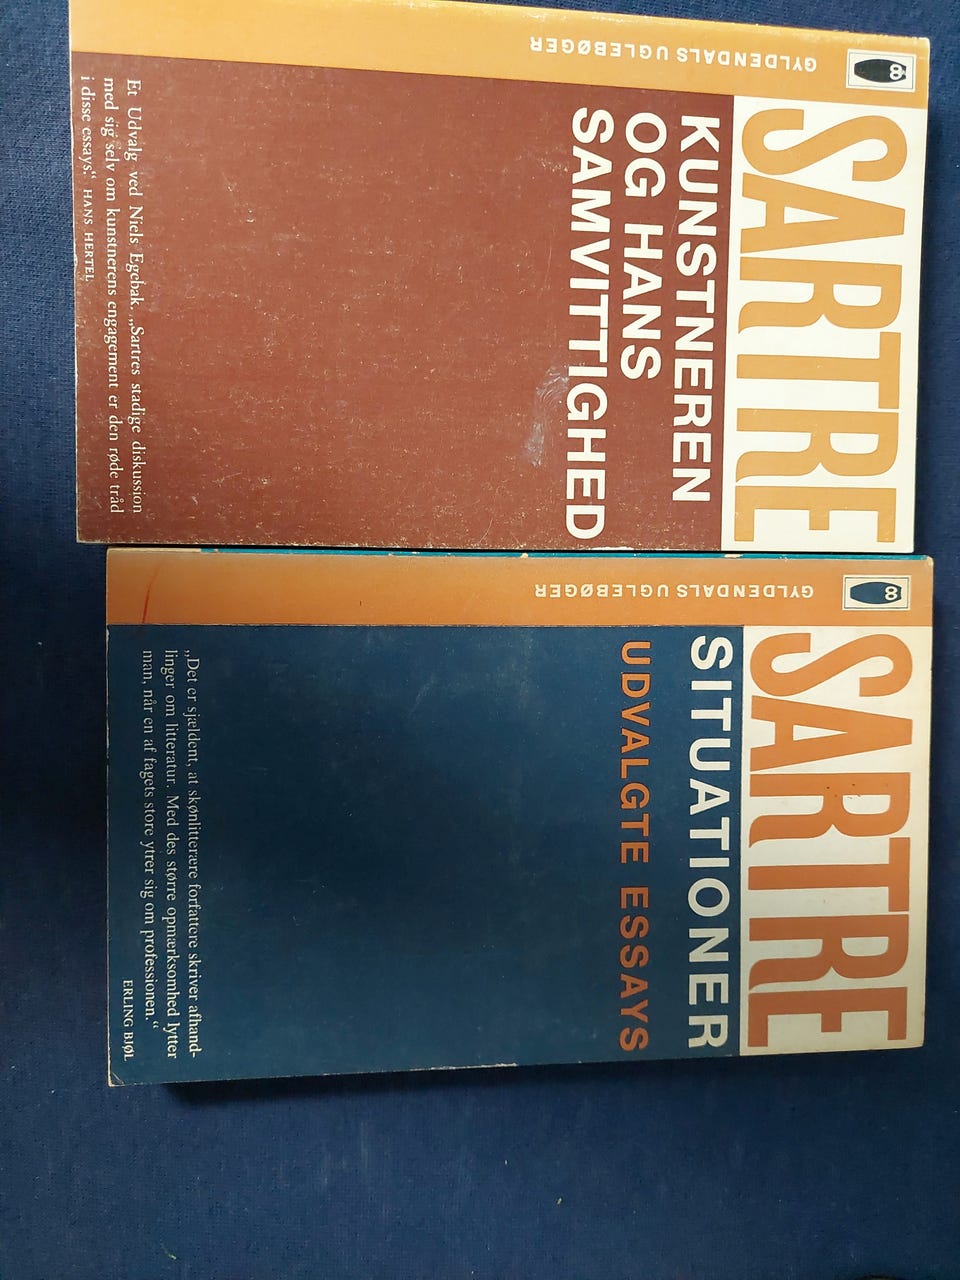 GYLDENDALS UGLEBØGER
SARTRE
KUNSTNEREN
OG HANS
SAMVITTIGHED
Et Udvalg ved Niels Egebak. „Sartres stadige diskussion
med sig selv om kunstnerens engagement er den røde tråd
i disse essays.“ HANS HERTEL
GYLDENDALS UGLEBØGER
SARTRE
SITUATIONER
UDVALGTE ESSAYS
„Det er sjældent, at skønlitterære forfattere skriver afhand-
linger om litteratur. Med des større opmærksomhed lytter
man, når en af fagets store ytrer sig om professionen.“
ERLING BJØL